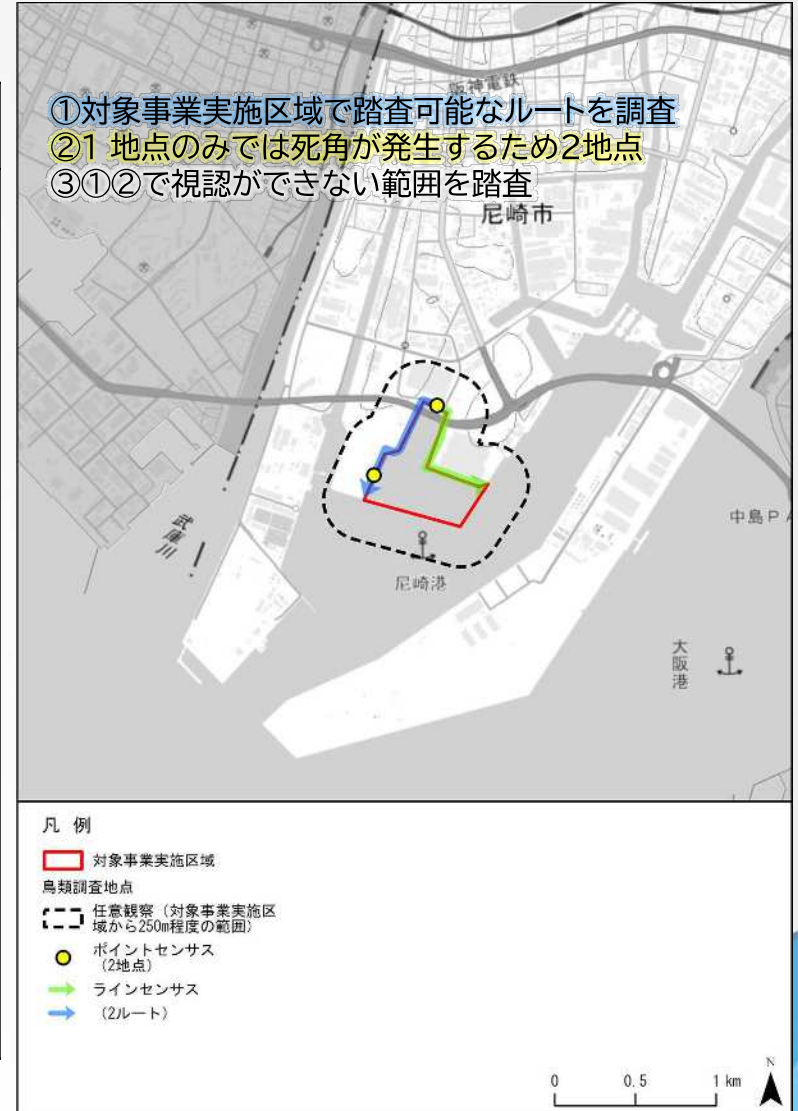 阪神電鉄
①対象事業実施区域で踏査可能なルートを調査
②1 地点のみでは死角が発生するため2地点
③①②で視認ができない範囲を踏査
尼崎市
武庫川
中島P
尼崎港
大阪港
凡 例
対象事業実施区域
鳥類調査地点
任意観察（対象事業実施区
域から250m程度の範囲）
ポイントセンサス
（2地点）
ラインセンサス
（2ルート）
0 0.5 1 km
N